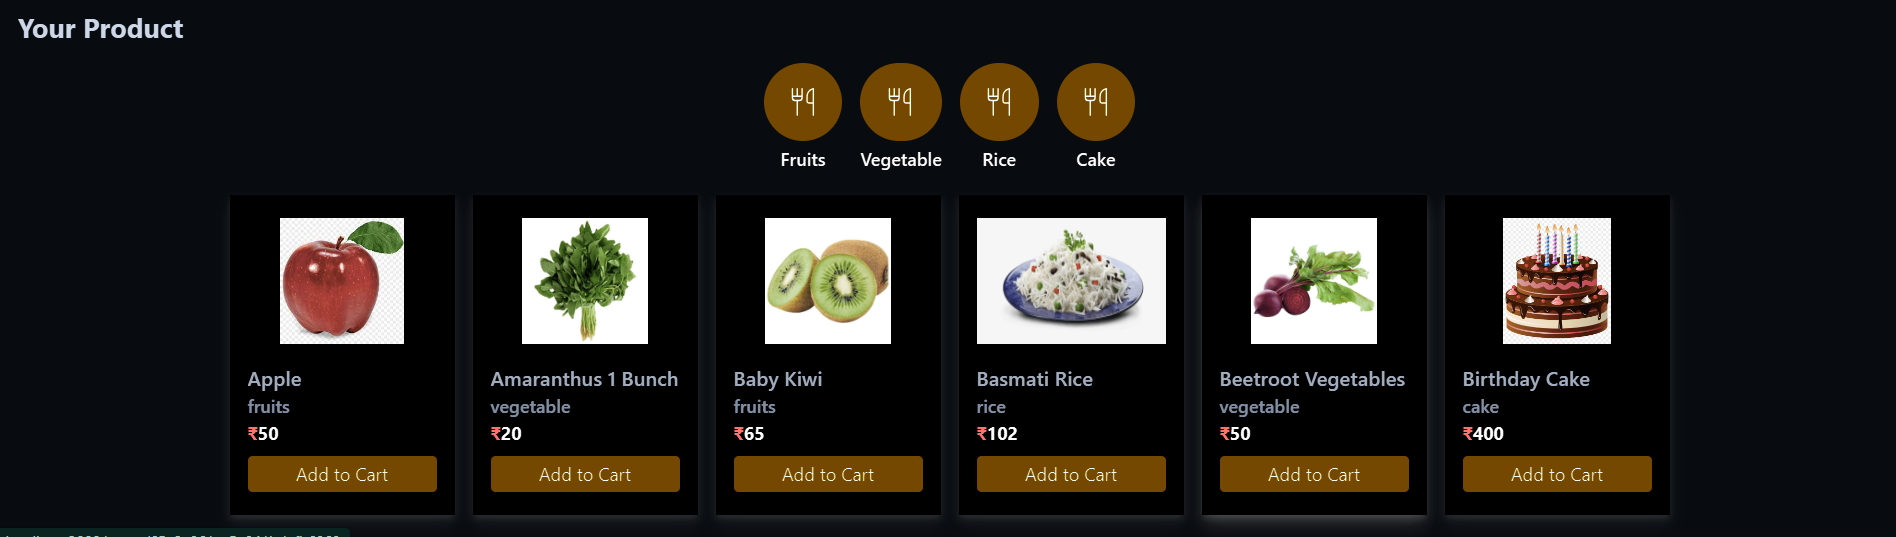 Your Product
Fruits
Vegetable
Rice
Cake
Apple
fruits
₹50
Add to Cart
Amaranthus 1 Bunch
vegetable
₹20
Add to Cart
Baby Kiwi
fruits
₹65
Add to Cart
Basmati Rice
rice
₹102
Add to Cart
Beetroot Vegetables
vegetable
₹50
Add to Cart
Birthday Cake
cake
₹400
Add to Cart